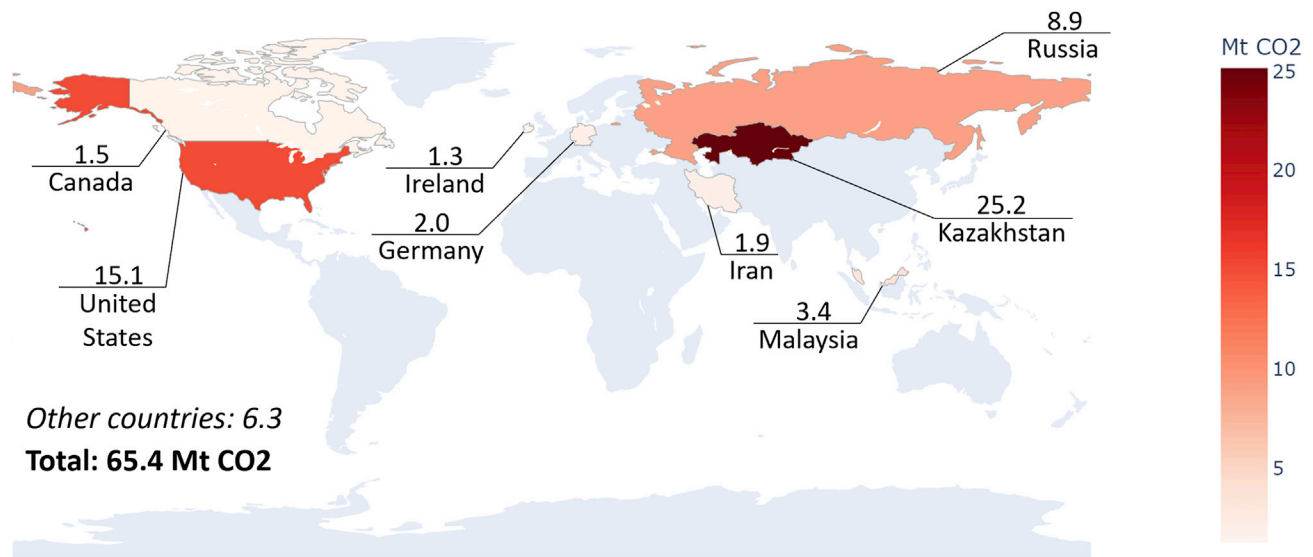 8.9
Russia
Mt CO2
25
20
15
10
5
1.5
Canada
1.3
Ireland
2.0
Germany
25.2
Kazakhstan
1.9
Iran
15.1
United
States
3.4
Malaysia
Other countries: 6.3
Total: 65.4 Mt CO2